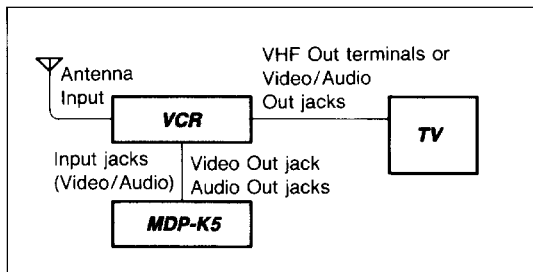 Antenna
Input
VCR
VHF Out terminals or
Video/Audio
Out jacks
TV
Input jacks
(Video/Audio)
Video Out jack
Audio Out jacks
MDP-K5